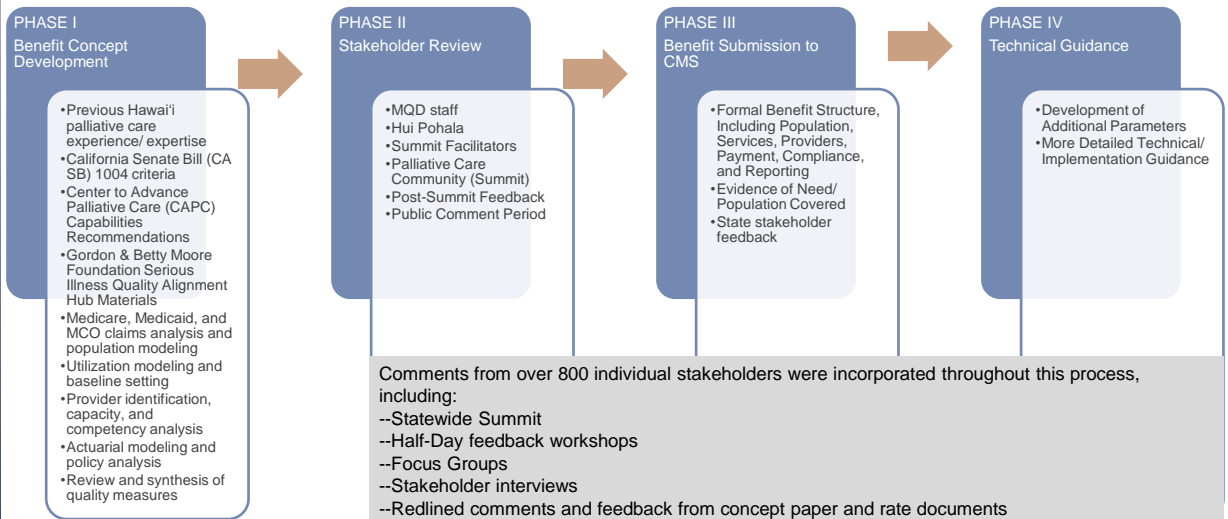 PHASE I
Benefit Concept
Development
•Previous Hawaiʻi
palliative care
experience/ expertise
•California Senate Bill (CA
SB) 1004 criteria
•Center to Advance
Palliative Care (CAPC)
Capabilities
Recommendations
•Gordon & Betty Moore
Foundation Serious
Illness Quality Alignment
Hub Materials
•Medicare, Medicaid, and
MCO claims analysis and
population modeling
•Utilization modeling and
baseline setting
•Provider identification,
capacity, and
competency analysis
•Actuarial modeling and
policy analysis
•Review and synthesis of
quality measures
PHASE II
Stakeholder Review
•MQD staff
•Hui Pohala
•Summit Facilitators
•Palliative Care
Community (Summit)
•Post-Summit Feedback
•Public Comment Period
PHASE III
Benefit Submission to
CMS
•Formal Benefit Structure,
Including Population,
Services, Providers,
Payment, Compliance,
and Reporting
•Evidence of Need/
Population Covered
•State stakeholder
feedback
PHASE IV
Technical Guidance
•Development of
Additional Parameters
•More Detailed Technical/
Implementation Guidance
Comments from over 800 individual stakeholders were incorporated throughout this process,
including:
--Statewide Summit
--Half-Day feedback workshops
--Focus Groups
--Stakeholder interviews
--Redlined comments and feedback from concept paper and rate documents